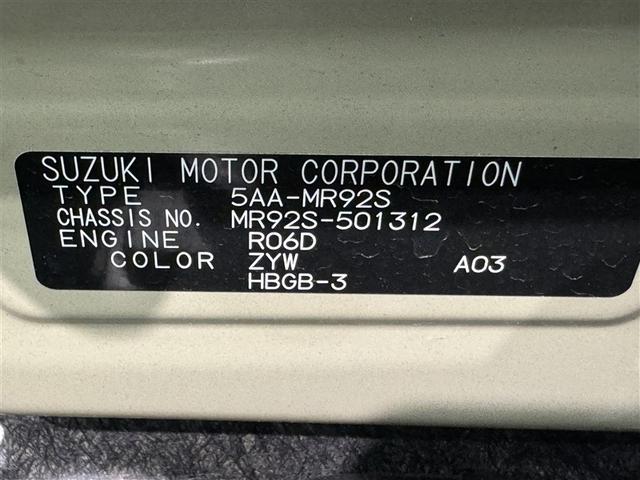 SUZUKI MOTOR CORPORATION
TYPE 5AA-MR92S
CHASSIS NO. MR92S-501312
ENGINE R06D
COLOR ZYW A03
HBGB-3